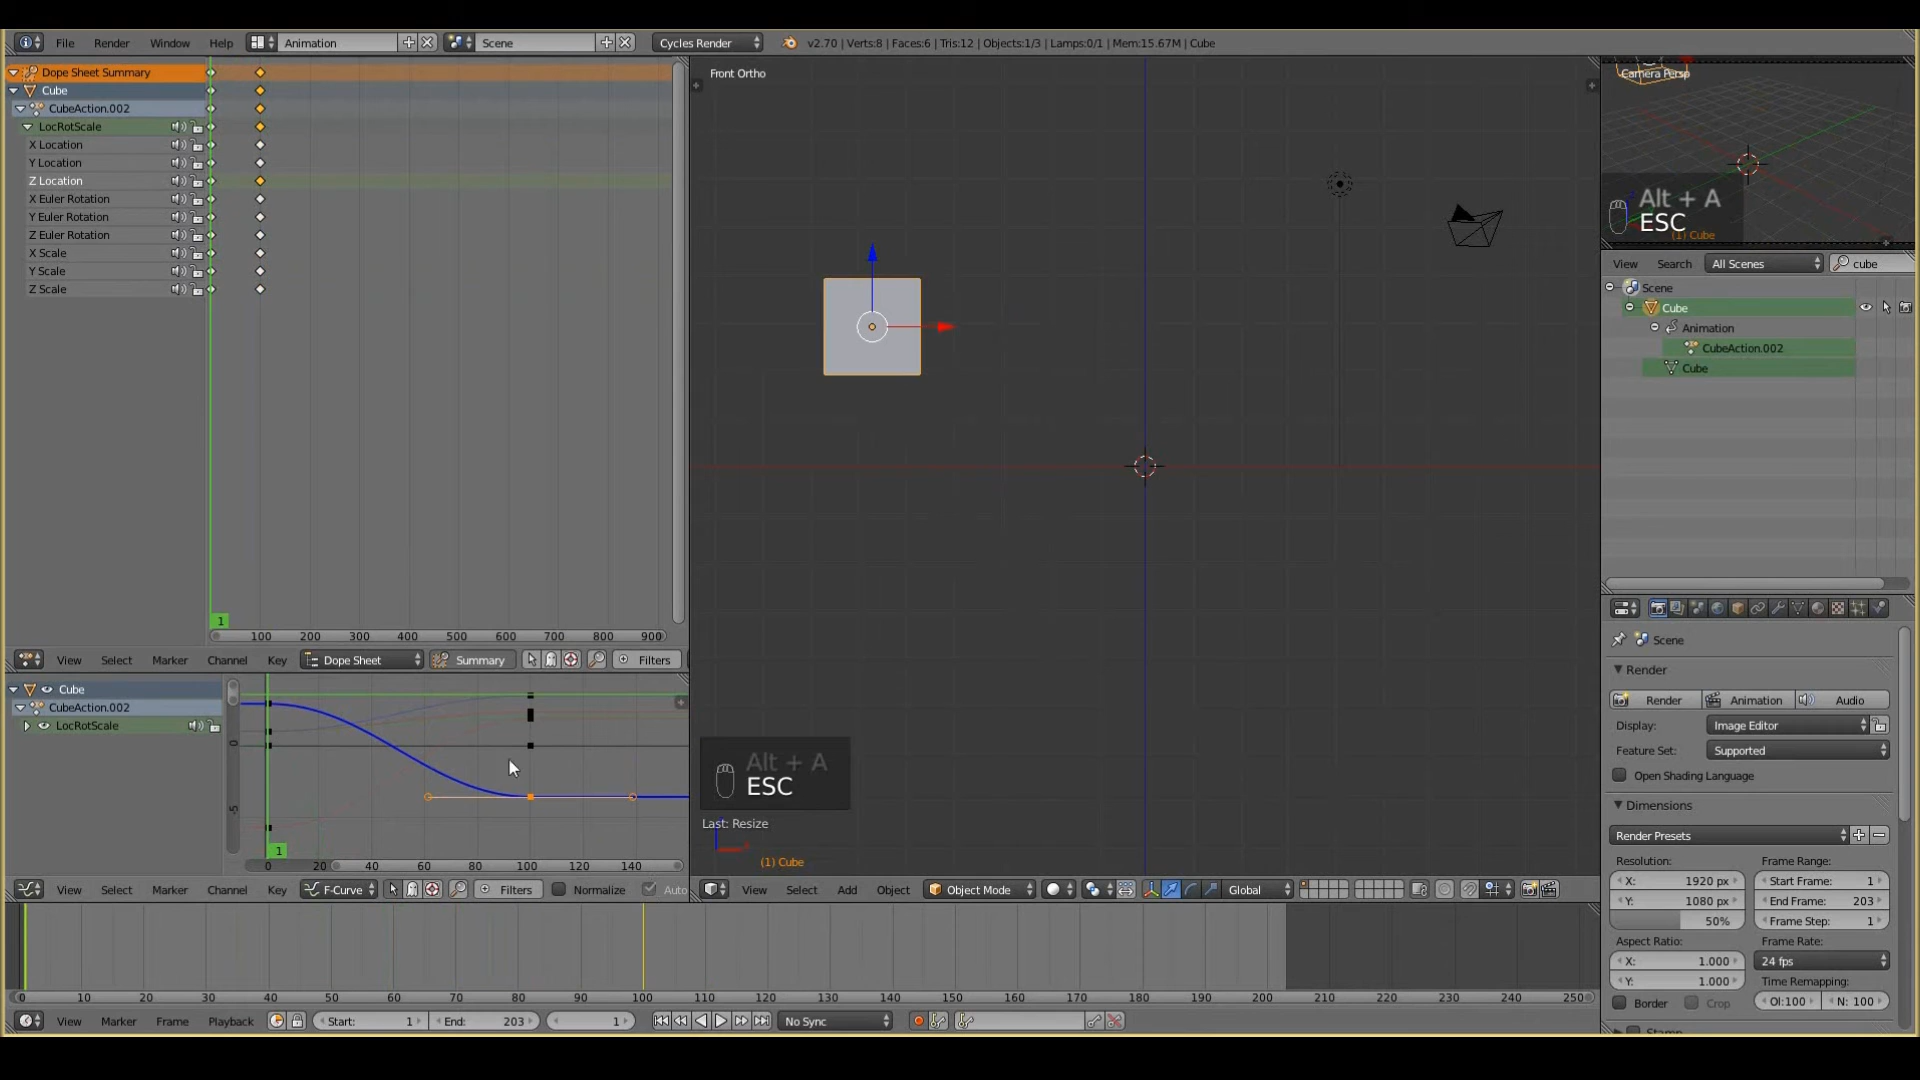 File Render Window Help Animation Scene Cycles Render v2.70 | Verts:8 | Faces:6 | Tris:12 | Objects:1/3 | Lamps:0/1 | Mem:15.67M | Cube
Dope Sheet Summary
Cube
CubeAction.002
LocRotScale
X Location
Y Location
Z Location
X Euler Rotation
Y Euler Rotation
Z Euler Rotation
X Scale
Y Scale
Z Scale
1
100 200 300 400 500 600 700 800 900
View Select Marker Channel Key Dope Sheet Summary Filters
Cube
CubeAction.002
LocRotScale
0
-5
1
0 20 40 60 80 100 120 140
View Select Marker Channel Key F-Curve Filters Normalize Auto
Front Ortho
Alt + A
ESC
Last: Resize
(1) Cube
View Select Add Object Object Mode Global
Camera Persp
Alt + A
ESC
(1) Cube
View Search All Scenes cube
Scene
Cube
Animation
CubeAction.002
Cube
Scene
Render
Render Animation Audio
Display: Image Editor
Feature Set: Supported
Open Shading Language
Dimensions
Render Presets
Resolution: Frame Range:
X: 1920 px Start Frame: 1
Y: 1080 px End Frame: 203
50% Frame Step: 1
Aspect Ratio: Frame Rate:
X: 1.000 24 fps
Y: 1.000 Time Remapping:
Border Crop Ol:100 N: 100
Stamp
0 10 20 30 40 50 60 70 80 90 100 110 120 130 140 150 160 170 180 190 200 210 220 230 240 250
View Marker Frame Playback Start: 1 End: 203 1 No Sync